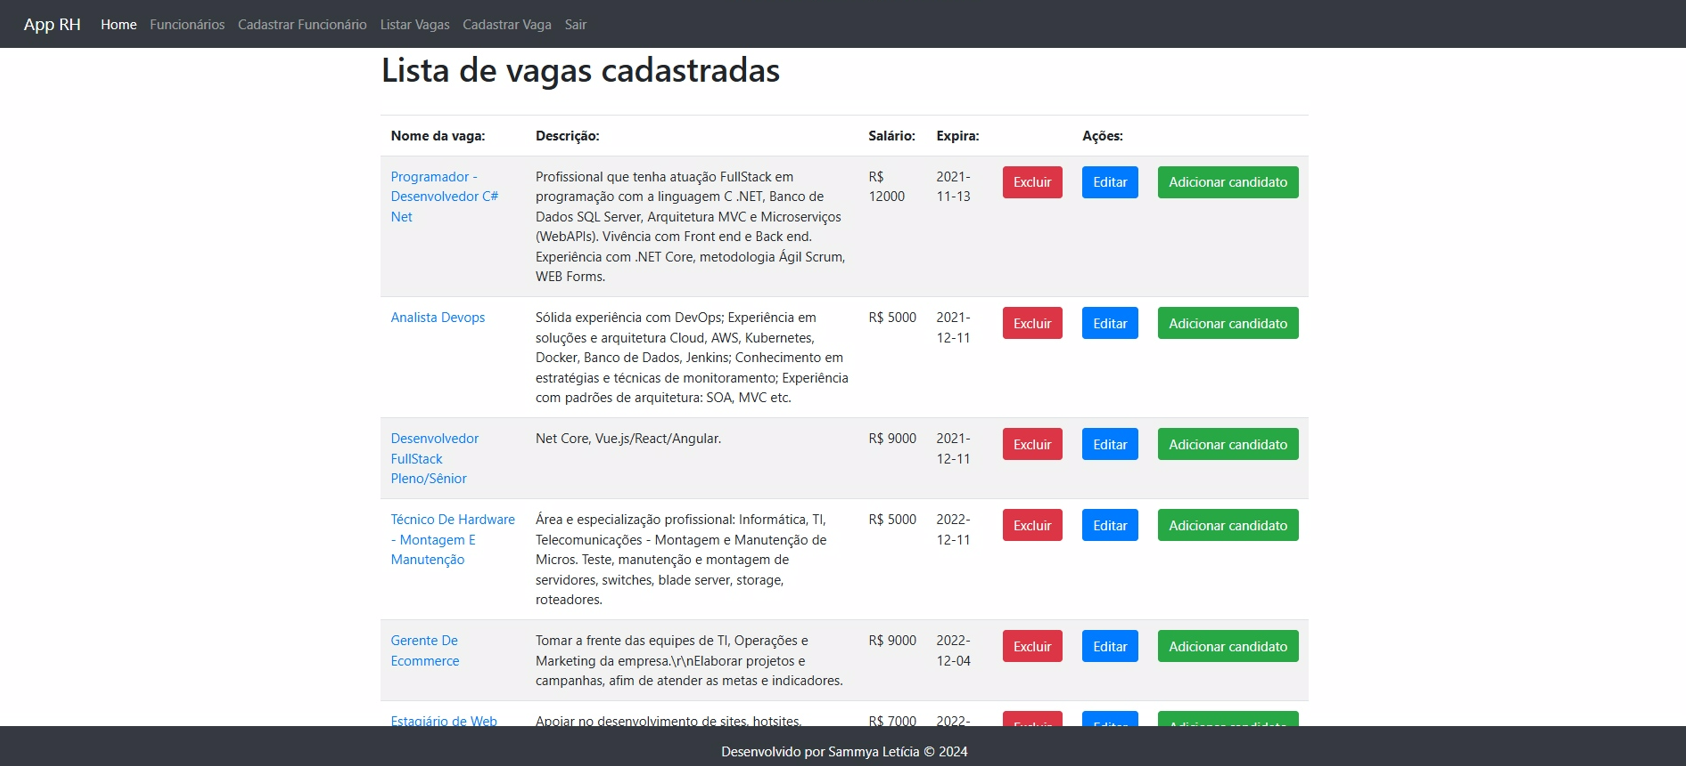 App RH Home Funcionários Cadastrar Funcionário Listar Vagas Cadastrar Vaga Sair
Lista de vagas cadastradas
Nome da vaga: Descrição: Salário: Expira: Ações:
Programador -
Desenvolvedor C#
Net
Profissional que tenha atuação FullStack em
programação com a linguagem C .NET, Banco de
Dados SQL Server, Arquitetura MVC e Microserviços
(WebAPIs). Vivência com Front end e Back end.
Experiência com .NET Core, metodologia Ágil Scrum,
WEB Forms.
R$
12000
2021-
11-13
Excluir Editar Adicionar candidato
Analista Devops
Sólida experiência com DevOps; Experiência em
soluções e arquitetura Cloud, AWS, Kubernetes,
Docker, Banco de Dados, Jenkins; Conhecimento em
estratégias e técnicas de monitoramento; Experiência
com padrões de arquitetura: SOA, MVC etc.
R$ 5000
2021-
12-11
Excluir Editar Adicionar candidato
Desenvolvedor
FullStack
Pleno/Sênior
Net Core, Vue.js/React/Angular.
R$ 9000
2021-
12-11
Excluir Editar Adicionar candidato
Técnico De Hardware
- Montagem E
Manutenção
Área e especialização profissional: Informática, TI,
Telecomunicações - Montagem e Manutenção de
Micros. Teste, manutenção e montagem de
servidores, switches, blade server, storage,
roteadores.
R$ 5000
2022-
12-11
Excluir Editar Adicionar candidato
Gerente De
Ecommerce
Tomar a frente das equipes de TI, Operações e
Marketing da empresa.\r\nElaborar projetos e
campanhas, afim de atender as metas e indicadores.
R$ 9000
2022-
12-04
Excluir Editar Adicionar candidato
Estagiário de Web
Apoiar no desenvolvimento de sites, hotsites,
R$ 7000
2022-
Excluir Editar Adicionar candidato
Desenvolvido por Sammya Letícia © 2024